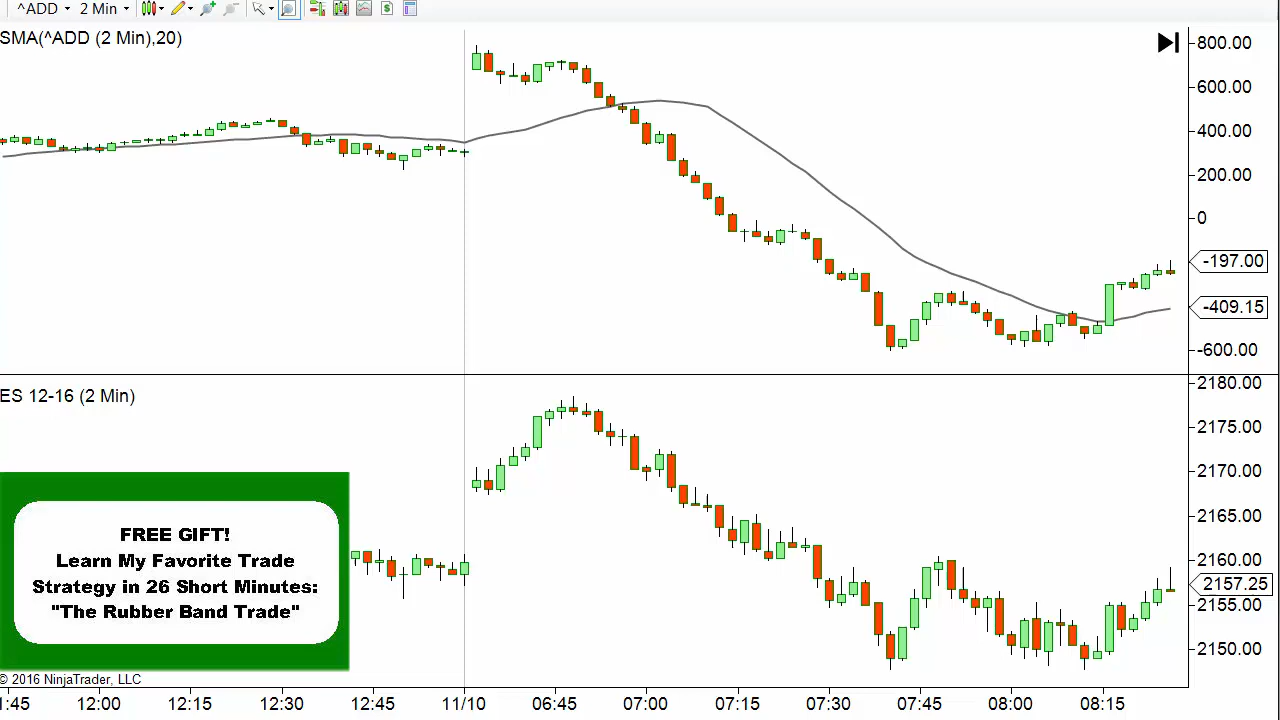 ^ADD 2 Min
SMA(^ADD (2 Min),20)
800.00
600.00
400.00
200.00
0
-197.00
-409.15
-600.00
ES 12-16 (2 Min)
2180.00
2175.00
2170.00
2165.00
2160.00
2157.25
2155.00
2150.00
FREE GIFT!
Learn My Favorite Trade
Strategy in 26 Short Minutes:
"The Rubber Band Trade"
© 2016 NinjaTrader, LLC
1:45 12:00 12:15 12:30 12:45 11/10 06:45 07:00 07:15 07:30 07:45 08:00 08:15